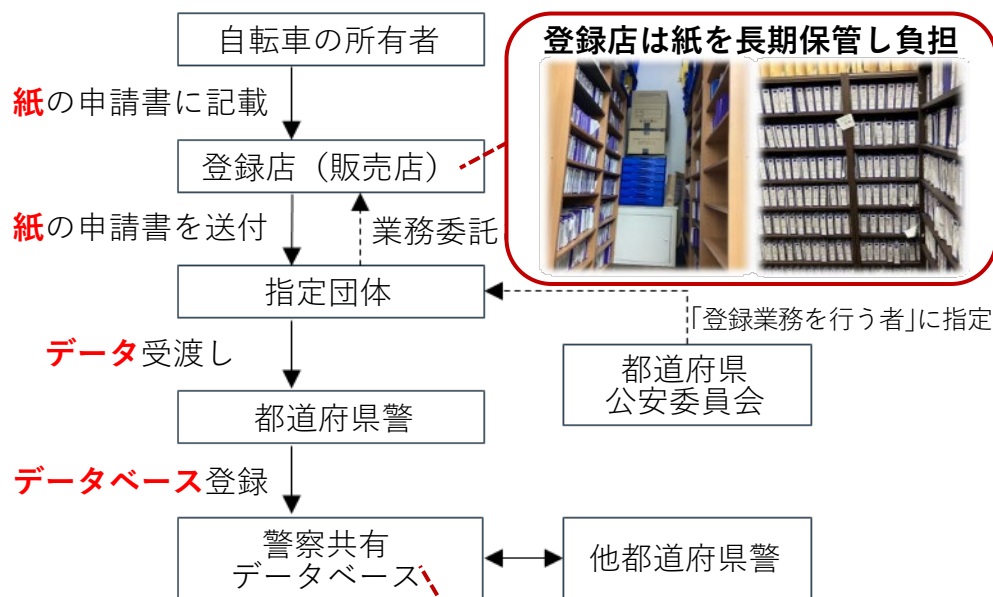 自転車の所有者
登録店は紙を長期保管し負担
紙の申請書に記載
登録店（販売店）
紙の申請書を送付
業務委託
指定団体
「登録業務を行う者」に指定
データ受渡し
都道府県
公安委員会
都道府県警
データベース登録
警察共有
データベース
他都道府県警